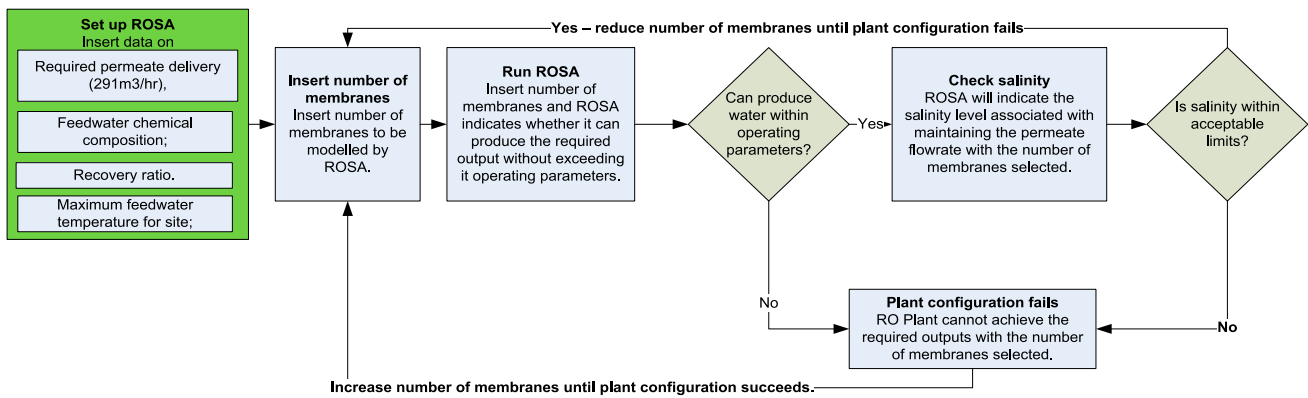 Set up ROSA
Insert data on
Required permeate delivery
(291m3/hr),
Feedwater chemical
composition;
Recovery ratio.
Maximum feedwater
temperature for site;
Yes – reduce number of membranes until plant configuration fails
Insert number of
membranes
Insert number of
membranes to be
modelled by
ROSA.
Run ROSA
Insert number of
membranes and ROSA
indicates whether it can
produce the required
output without exceeding
it operating parameters.
Can produce
water within
operating
parameters?
Yes
Check salinity
ROSA will indicate the
salinity level associated with
maintaining the permeate
flowrate with the number of
membranes selected.
Is salinity within
acceptable
limits?
No
Plant configuration fails
RO Plant cannot achieve the
required outputs with the number
of membranes selected.
No
Increase number of membranes until plant configuration succeeds.